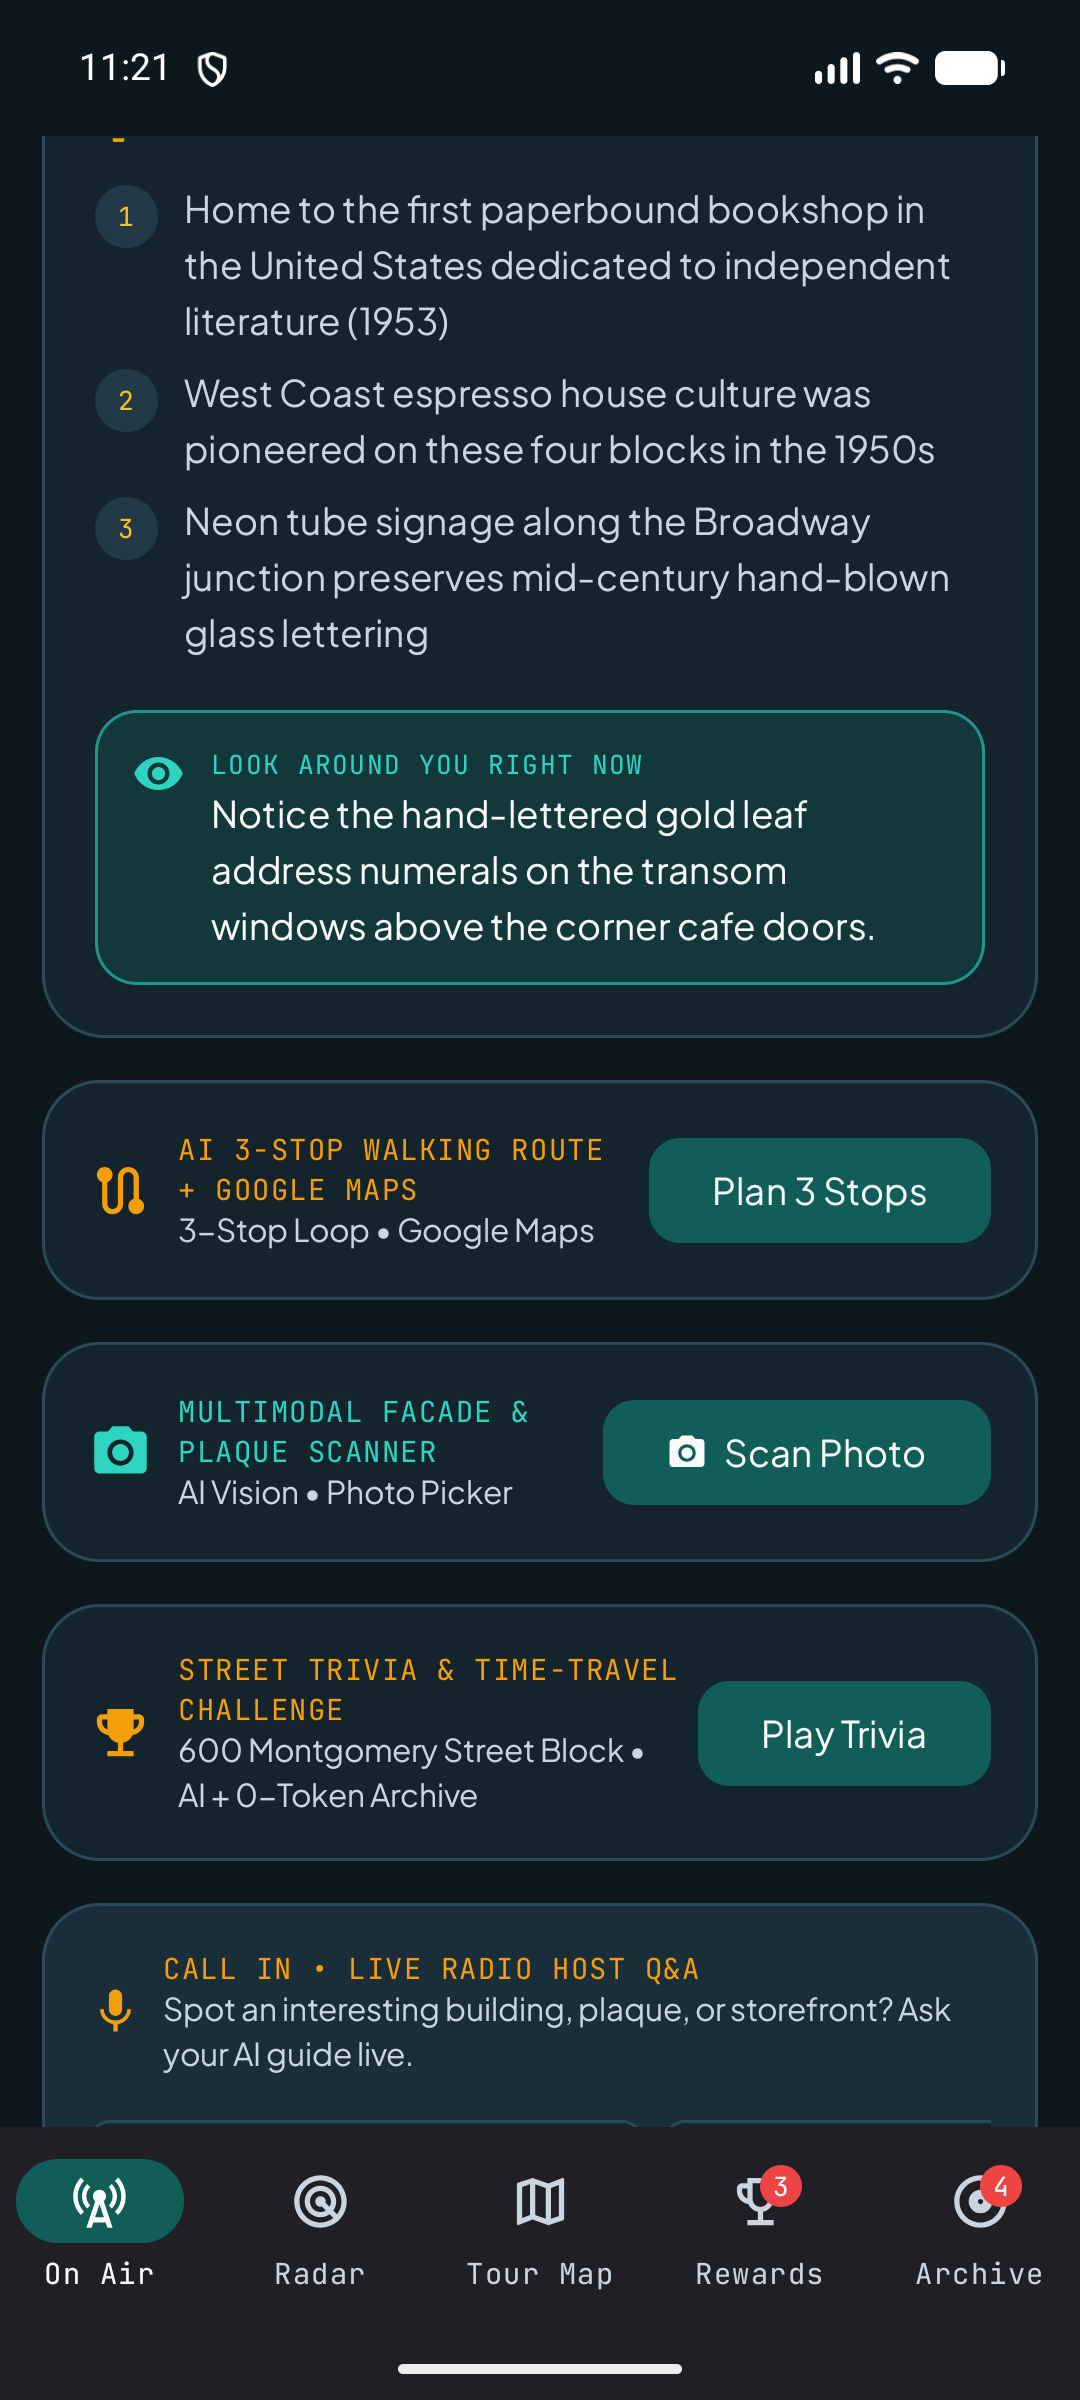 11:21
1
Home to the first paperbound bookshop in
the United States dedicated to independent
literature (1953)
2
West Coast espresso house culture was
pioneered on these four blocks in the 1950s
3
Neon tube signage along the Broadway
junction preserves mid-century hand-blown
glass lettering
LOOK AROUND YOU RIGHT NOW
Notice the hand-lettered gold leaf
address numerals on the transom
windows above the corner cafe doors.
AI 3-STOP WALKING ROUTE
+ GOOGLE MAPS
3-Stop Loop • Google Maps
Plan 3 Stops
MULTIMODAL FACADE &
PLAQUE SCANNER
AI Vision • Photo Picker
Scan Photo
STREET TRIVIA & TIME-TRAVEL
CHALLENGE
600 Montgomery Street Block •
AI + 0-Token Archive
Play Trivia
CALL IN • LIVE RADIO HOST Q&A
Spot an interesting building, plaque, or storefront? Ask
your AI guide live.
3
4
On Air
Radar
Tour Map
Rewards
Archive